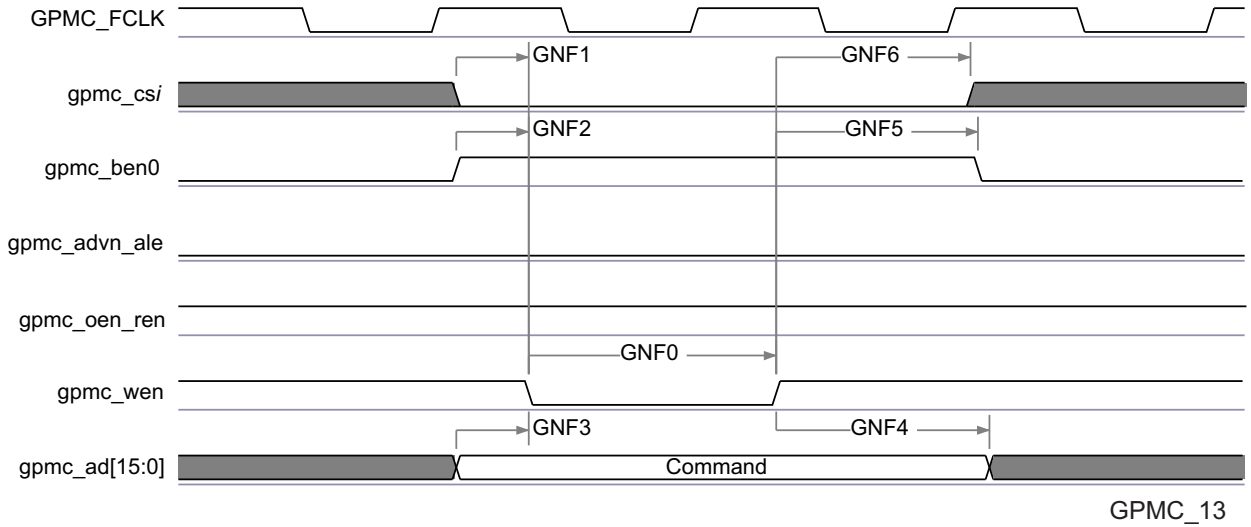 GPMC_FCLK
GNF1
GNF6
gpmc_csi
GNF2
GNF5
gpmc_ben0
gpmc_advn_ale
gpmc_oen_ren
GNF0
gpmc_wen
GNF3
GNF4
gpmc_ad[15:0]
Command
GPMC_13